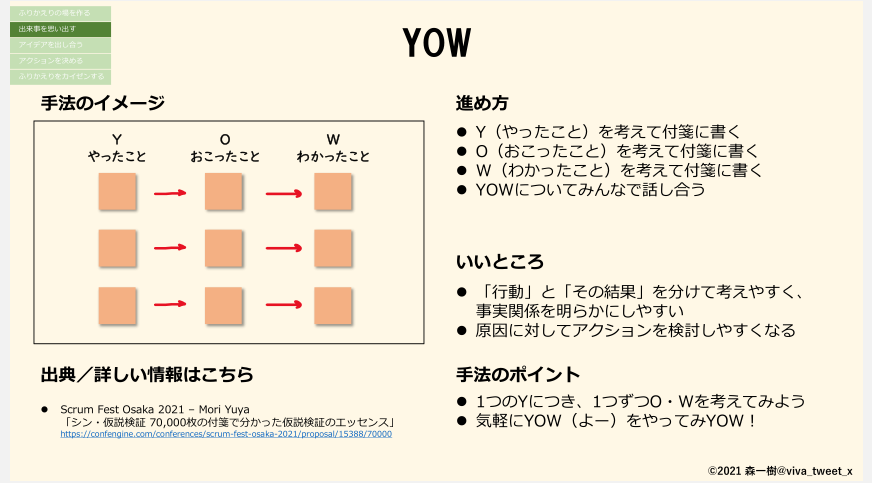 ふりかえりの場を作る
出来事を思い出す
アイデアを出し合う
アクションを決める
ふりかえりをカイゼンする
YOW
手法のイメージ
Y
O
W
やったこと
おこったこと
わかったこと
出典／詳しい情報はこちら
● Scrum Fest Osaka 2021 – Mori Yuya
「シン・仮説検証 70,000枚の付箋で分かった仮説検証のエッセンス」
https://confengine.com/conferences/scrum-fest-osaka-2021/proposal/15388/70000
進め方
● Y（やったこと）を考えて付箋に書く
● O（おこったこと）を考えて付箋に書く
● W（わかったこと）を考えて付箋に書く
● YOWについてみんなで話し合う
いいところ
● 「行動」と「その結果」を分けて考えやすく、
事実関係を明らかにしやすい
● 原因に対してアクションを検討しやすくなる
手法のポイント
● 1つのYにつき、1つずつO・Wを考えてみよう
● 気軽にYOW（よー）をやってみYOW！
©2021 森一樹@viva_tweet_x